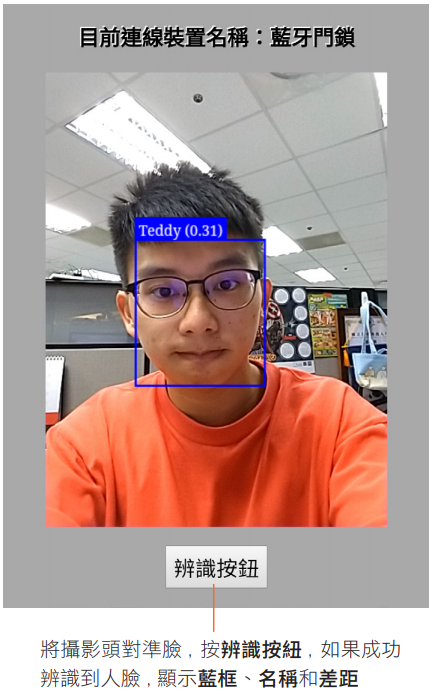 目前連線裝置名稱：藍牙門鎖
Teddy (0.31)
辨識按鈕
將攝影頭對準臉，按辨識按紐，如果成功
辨識到人臉，顯示藍框、名稱和差距